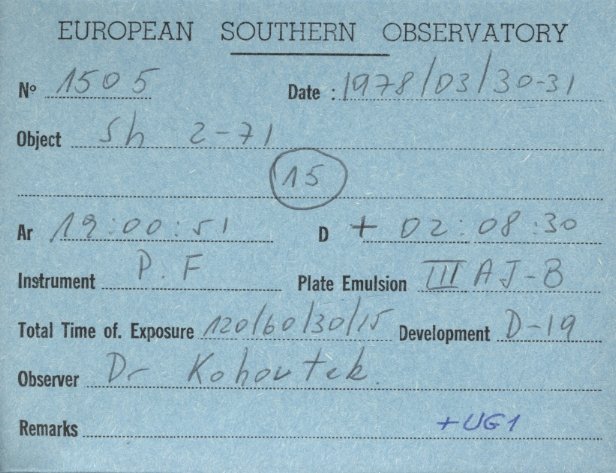 EUROPEAN SOUTHERN OBSERVATORY
Nº 1505 Date : 1978/03/30-31
Object Sh 2-71
15
Ar 19:00:51 D + 02:08:30
Instrument P.F Plate Emulsion III AJ-B
Total Time of. Exposure 120/60/30/15 Development D-19
Observer Dr Kohoutek.
Remarks +UG1